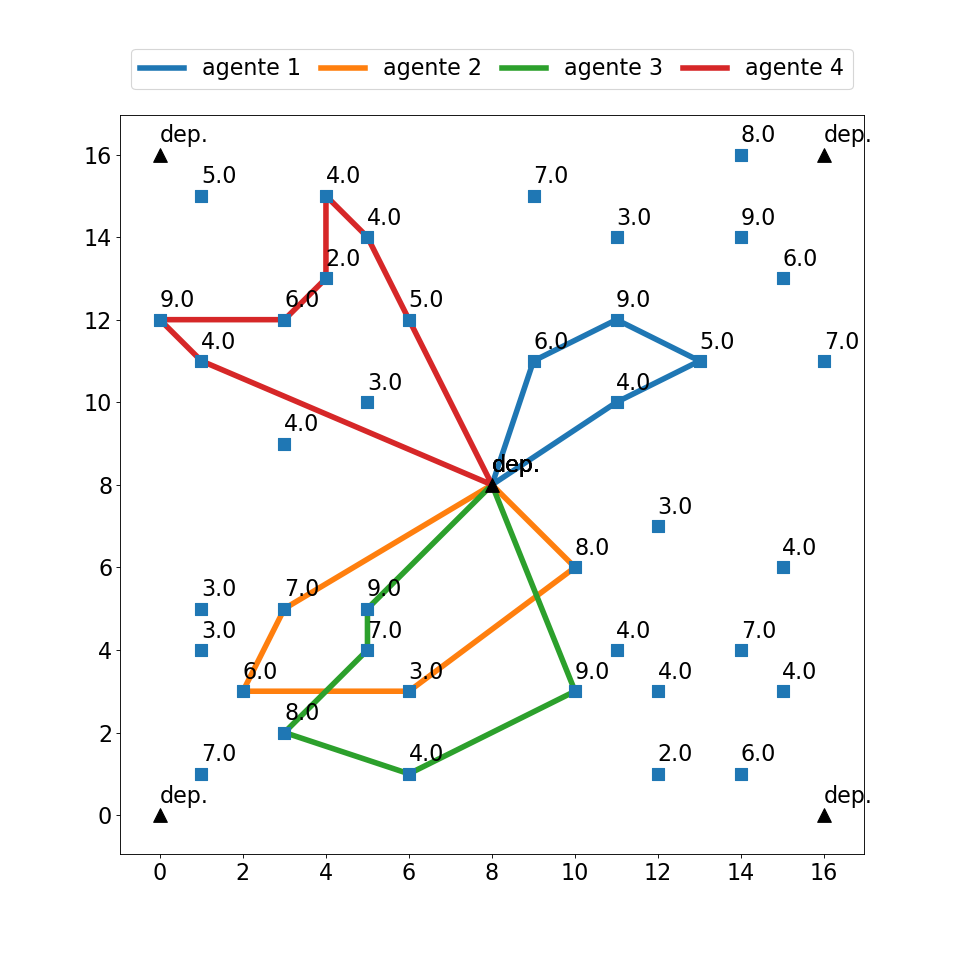 agente 1 agente 2 agente 3 agente 4
dep. 8.0 dep.
16
5.0 4.0 7.0
4.0 3.0 9.0
14
2.0 6.0
9.0 6.0 5.0 9.0
12
4.0 6.0 5.0 7.0
3.0 4.0
10
4.0
dep.
8
3.0
8.0 4.0
6
3.0 7.0 9.0
3.0 7.0 4.0 7.0
4
6.0 3.0 9.0 4.0 4.0
8.0
2
7.0 4.0 2.0 6.0
dep. dep.
0
0 2 4 6 8 10 12 14 16